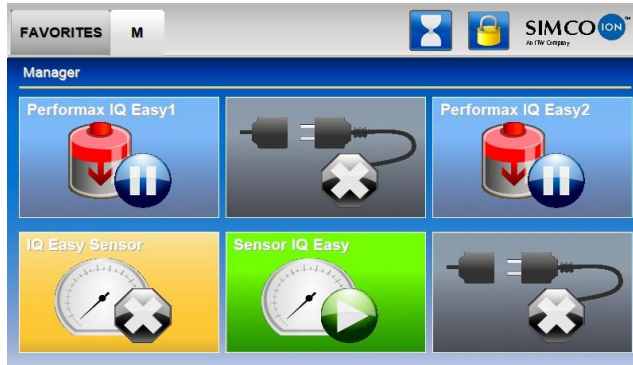 FAVORITES M
SIMCO ION
An ITW Company
Manager
Performax IQ Easy1
Performax IQ Easy2
IQ Easy Sensor
Sensor IQ Easy